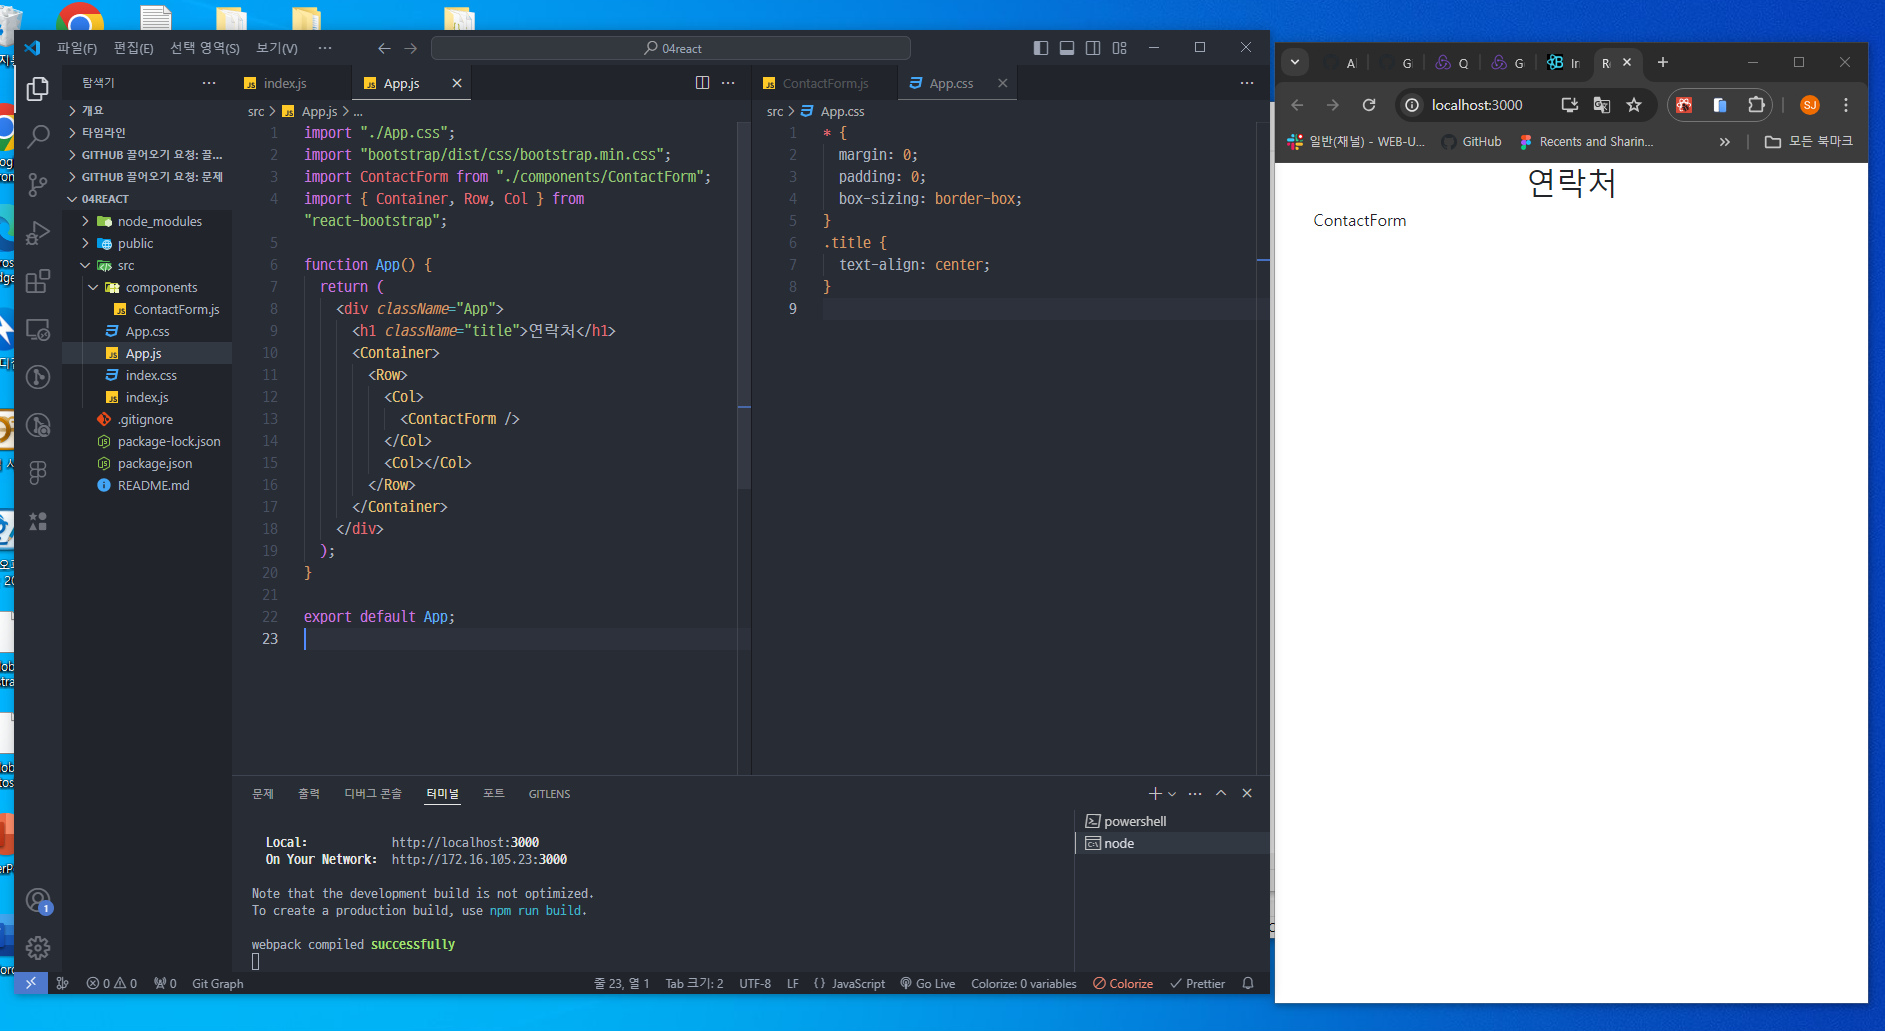 파일(F) 편집(E) 선택 영역(S) 보기(V) ···
04react
탐색기 ···
개요
타임라인
GITHUB 끌어오기 요청: 끌...
GITHUB 끌어오기 요청: 문제
04REACT
node_modules
public
src
components
ContactForm.js
App.css
App.js
index.css
index.js
.gitignore
package-lock.json
package.json
README.md
index.js
App.js
src > App.js > ...
1 import "./App.css";
2 import "bootstrap/dist/css/bootstrap.min.css";
3 import ContactForm from "./components/ContactForm";
4 import { Container, Row, Col } from
"react-bootstrap";
5
6 function App() {
7 return (
8 <div className="App">
9 <h1 className="title">연락처</h1>
10 <Container>
11 <Row>
12 <Col>
13 <ContactForm />
14 </Col>
15 <Col></Col>
16 </Row>
17 </Container>
18 </div>
19 );
20 }
21
22 export default App;
23
ContactForm.js
App.css
src > App.css
1 * {
2 margin: 0;
3 padding: 0;
4 box-sizing: border-box;
5 }
6 .title {
7 text-align: center;
8 }
9
문제 출력 디버그 콘솔 터미널 포트 GITLENS
Local: http://localhost:3000
On Your Network: http://172.16.105.23:3000
Note that the development build is not optimized.
To create a production build, use npm run build.
webpack compiled successfully
powershell
node
1
0 0 0 Git Graph
줄 23, 열 1 Tab 크기: 2 UTF-8 LF {} JavaScript Go Live Colorize: 0 variables Colorize Prettier
localhost:3000
SJ
일반(채널) - WEB-U... GitHub Recents and Sharin... » 모든 북마크
연락처
ContactForm